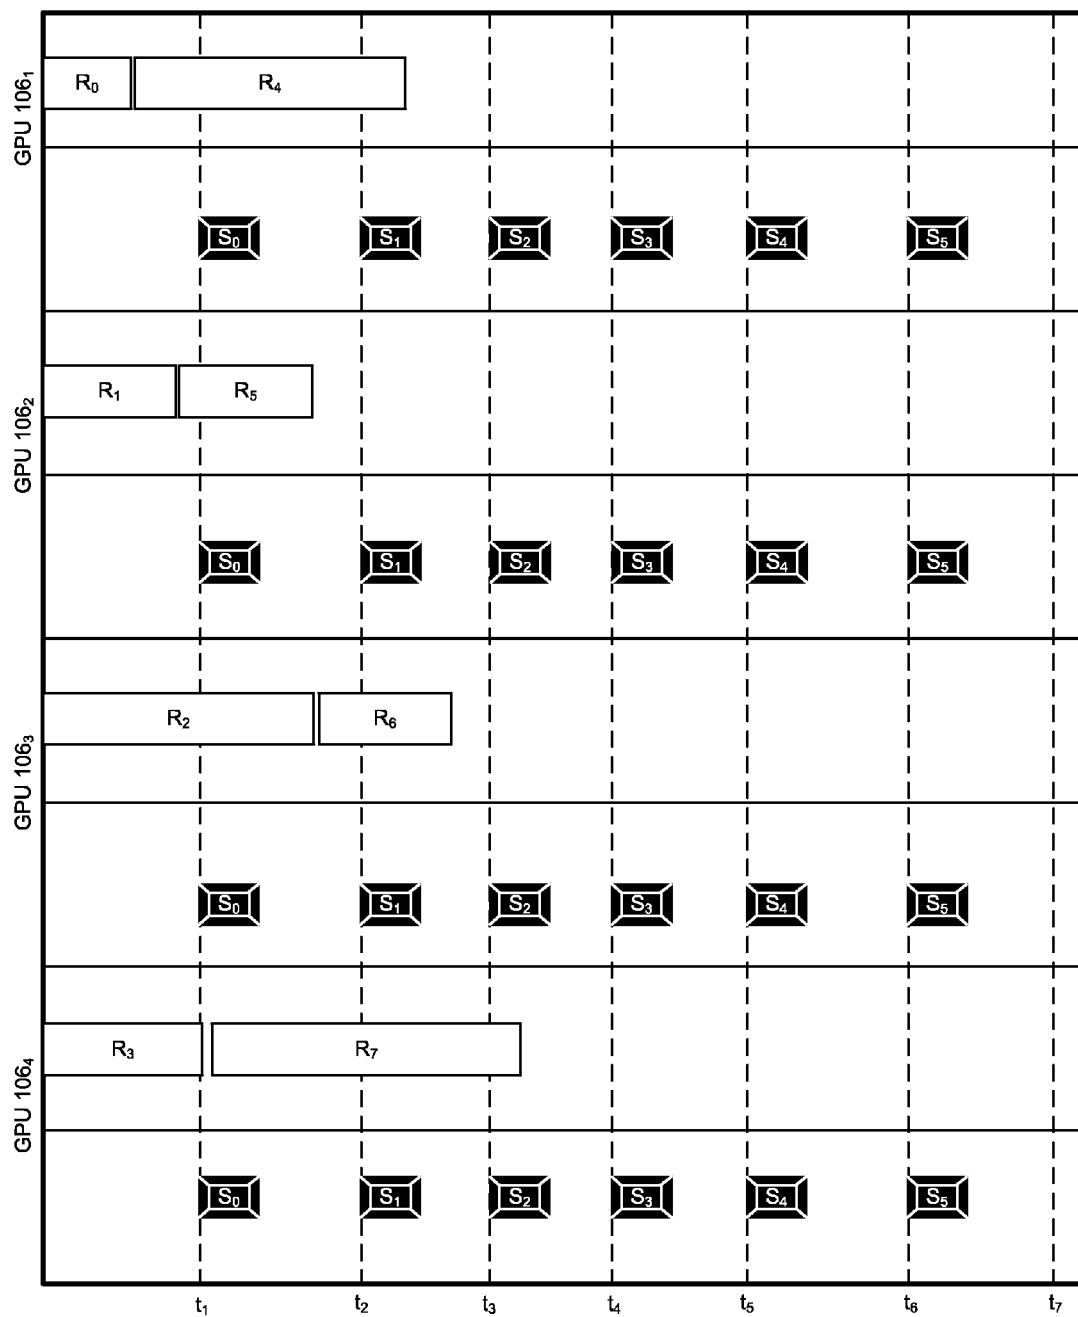 GPU 106₁
R₀ R₄
S₀ S₁ S₂ S₃ S₄ S₅
GPU 106₂
R₁ R₅
S₀ S₁ S₂ S₃ S₄ S₅
GPU 106₃
R₂ R₆
S₀ S₁ S₂ S₃ S₄ S₅
GPU 106₄
R₃ R₇
S₀ S₁ S₂ S₃ S₄ S₅
t₁ t₂ t₃ t₄ t₅ t₆ t₇